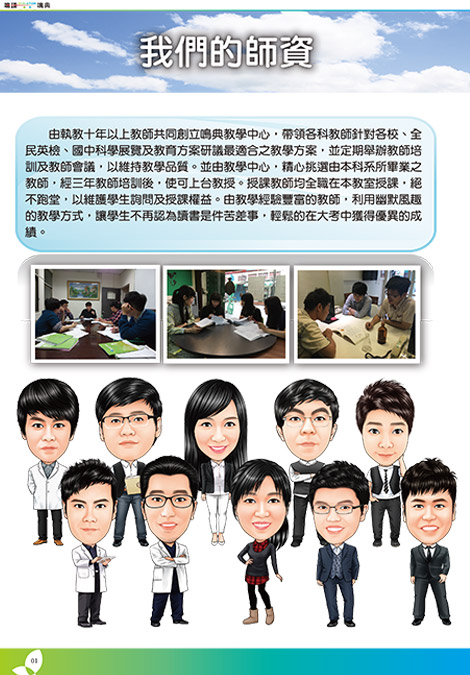 鳴典
我們的師資
由執教十年以上教師共同創立鳴典教學中心，帶領各科教師針對各校、全
民英檢、國中科學展覽及教育方案研議最適合之教學方案，並定期舉辦教師培
訓及教師會議，以維持教學品質。並由教學中心，精心挑選由本科系所畢業之
教師，經三年教師培訓後，使可上台教授。授課教師均全職在本教室授課，絕
不跑堂，以維護學生詢問及授課權益。由教學經驗豐富的教師，利用幽默風趣
的教學方式，讓學生不再認為讀書是件苦差事，輕鬆的在大考中獲得優異的成
績。
01